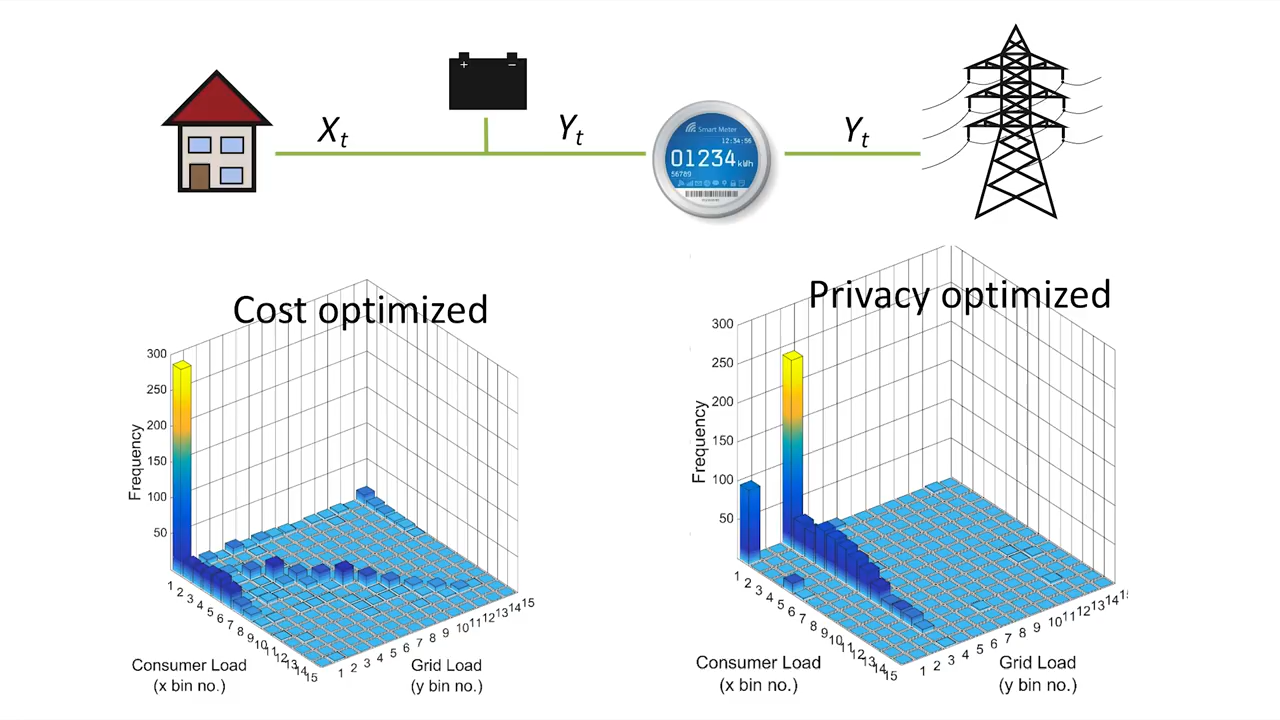 + −
X_t
Y_t
Y_t
Smart Meter
12:34:56
01234 kWh
56789
Cost optimized
Privacy optimized
300
250
200
150
100
50
Frequency
1 2 3 4 5 6 7 8 9 10 11 12 13 14 15
1 2 3 4 5 6 7 8 9 10 11 12 13 14 15
Consumer Load
(x bin no.)
Grid Load
(y bin no.)
300
250
200
150
100
50
Frequency
1 2 3 4 5 6 7 8 9 10 11 12 13 14 15
1 2 3 4 5 6 7 8 9 10 11 12 13 14 15
Consumer Load
(x bin no.)
Grid Load
(y bin no.)